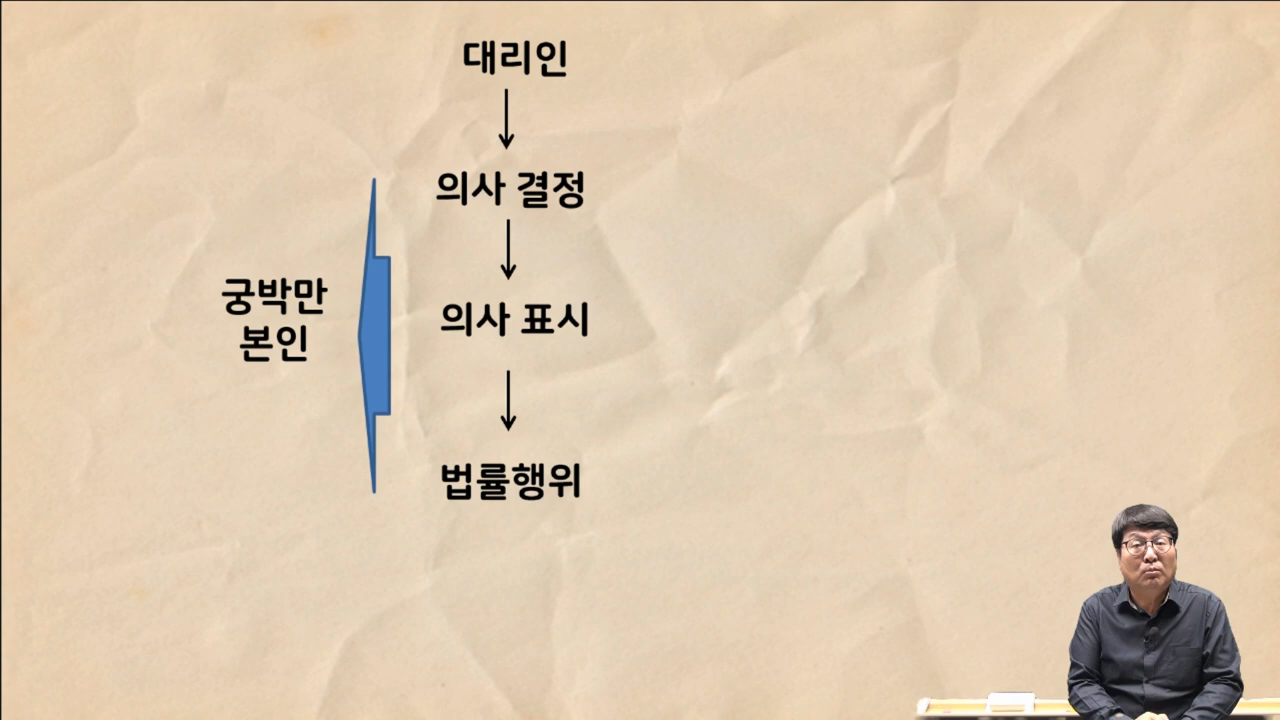 대리인
의사 결정
궁박만
본인
의사 표시
법률행위